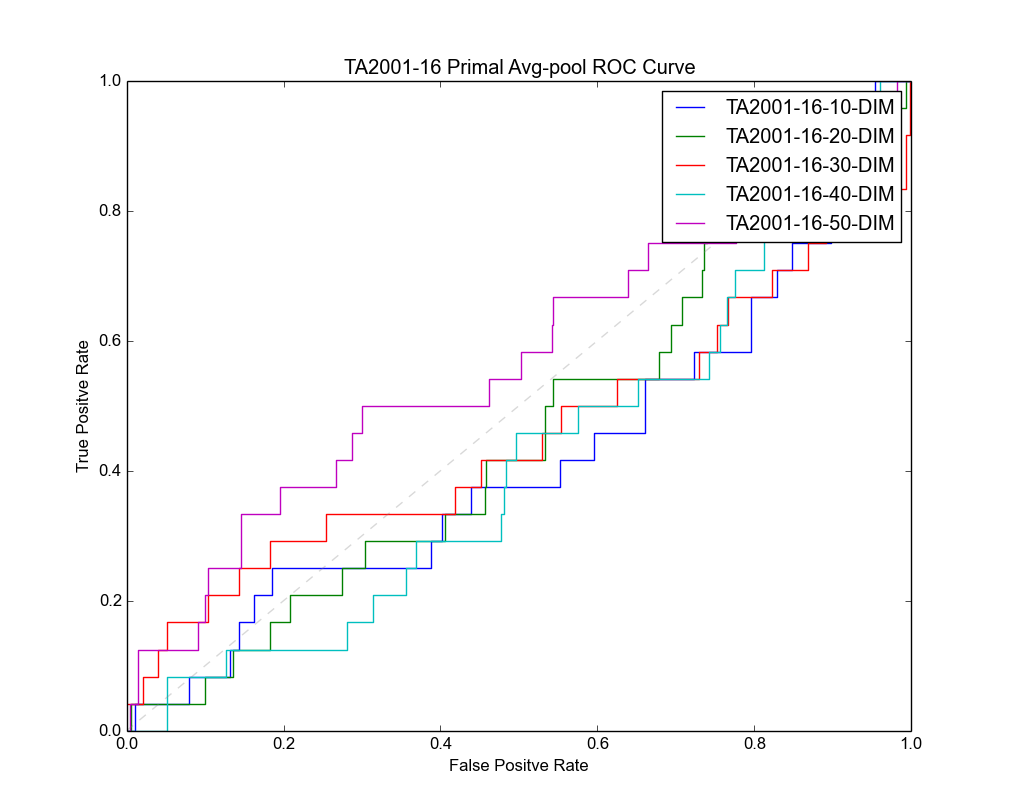 TA2001-16 Primal Avg-pool ROC Curve
1.0
0.8
0.6
0.4
0.2
0.0
True Positve Rate
TA2001-16-10-DIM
TA2001-16-20-DIM
TA2001-16-30-DIM
TA2001-16-40-DIM
TA2001-16-50-DIM
0.0 0.2 0.4 0.6 0.8 1.0
False Positve Rate